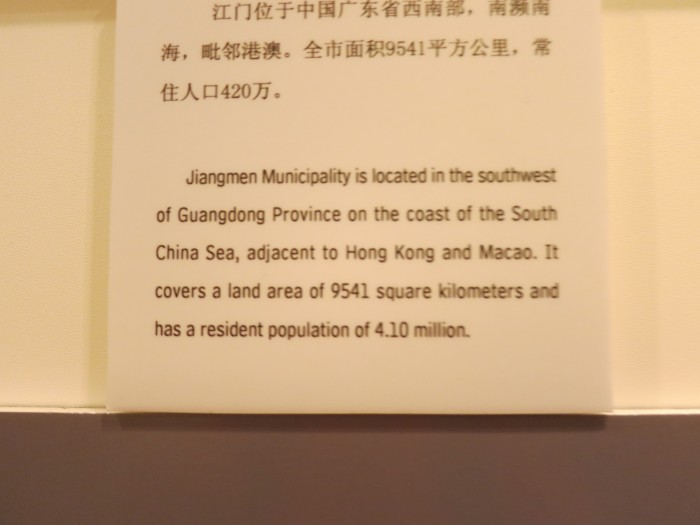 江门位于中国广东省西南部，南濒南
海，毗邻港澳。全市面积9541平方公里，常
住人口420万。
Jiangmen Municipality is located in the southwest
of Guangdong Province on the coast of the South
China Sea, adjacent to Hong Kong and Macao. It
covers a land area of 9541 square kilometers and
has a resident population of 4.10 million.